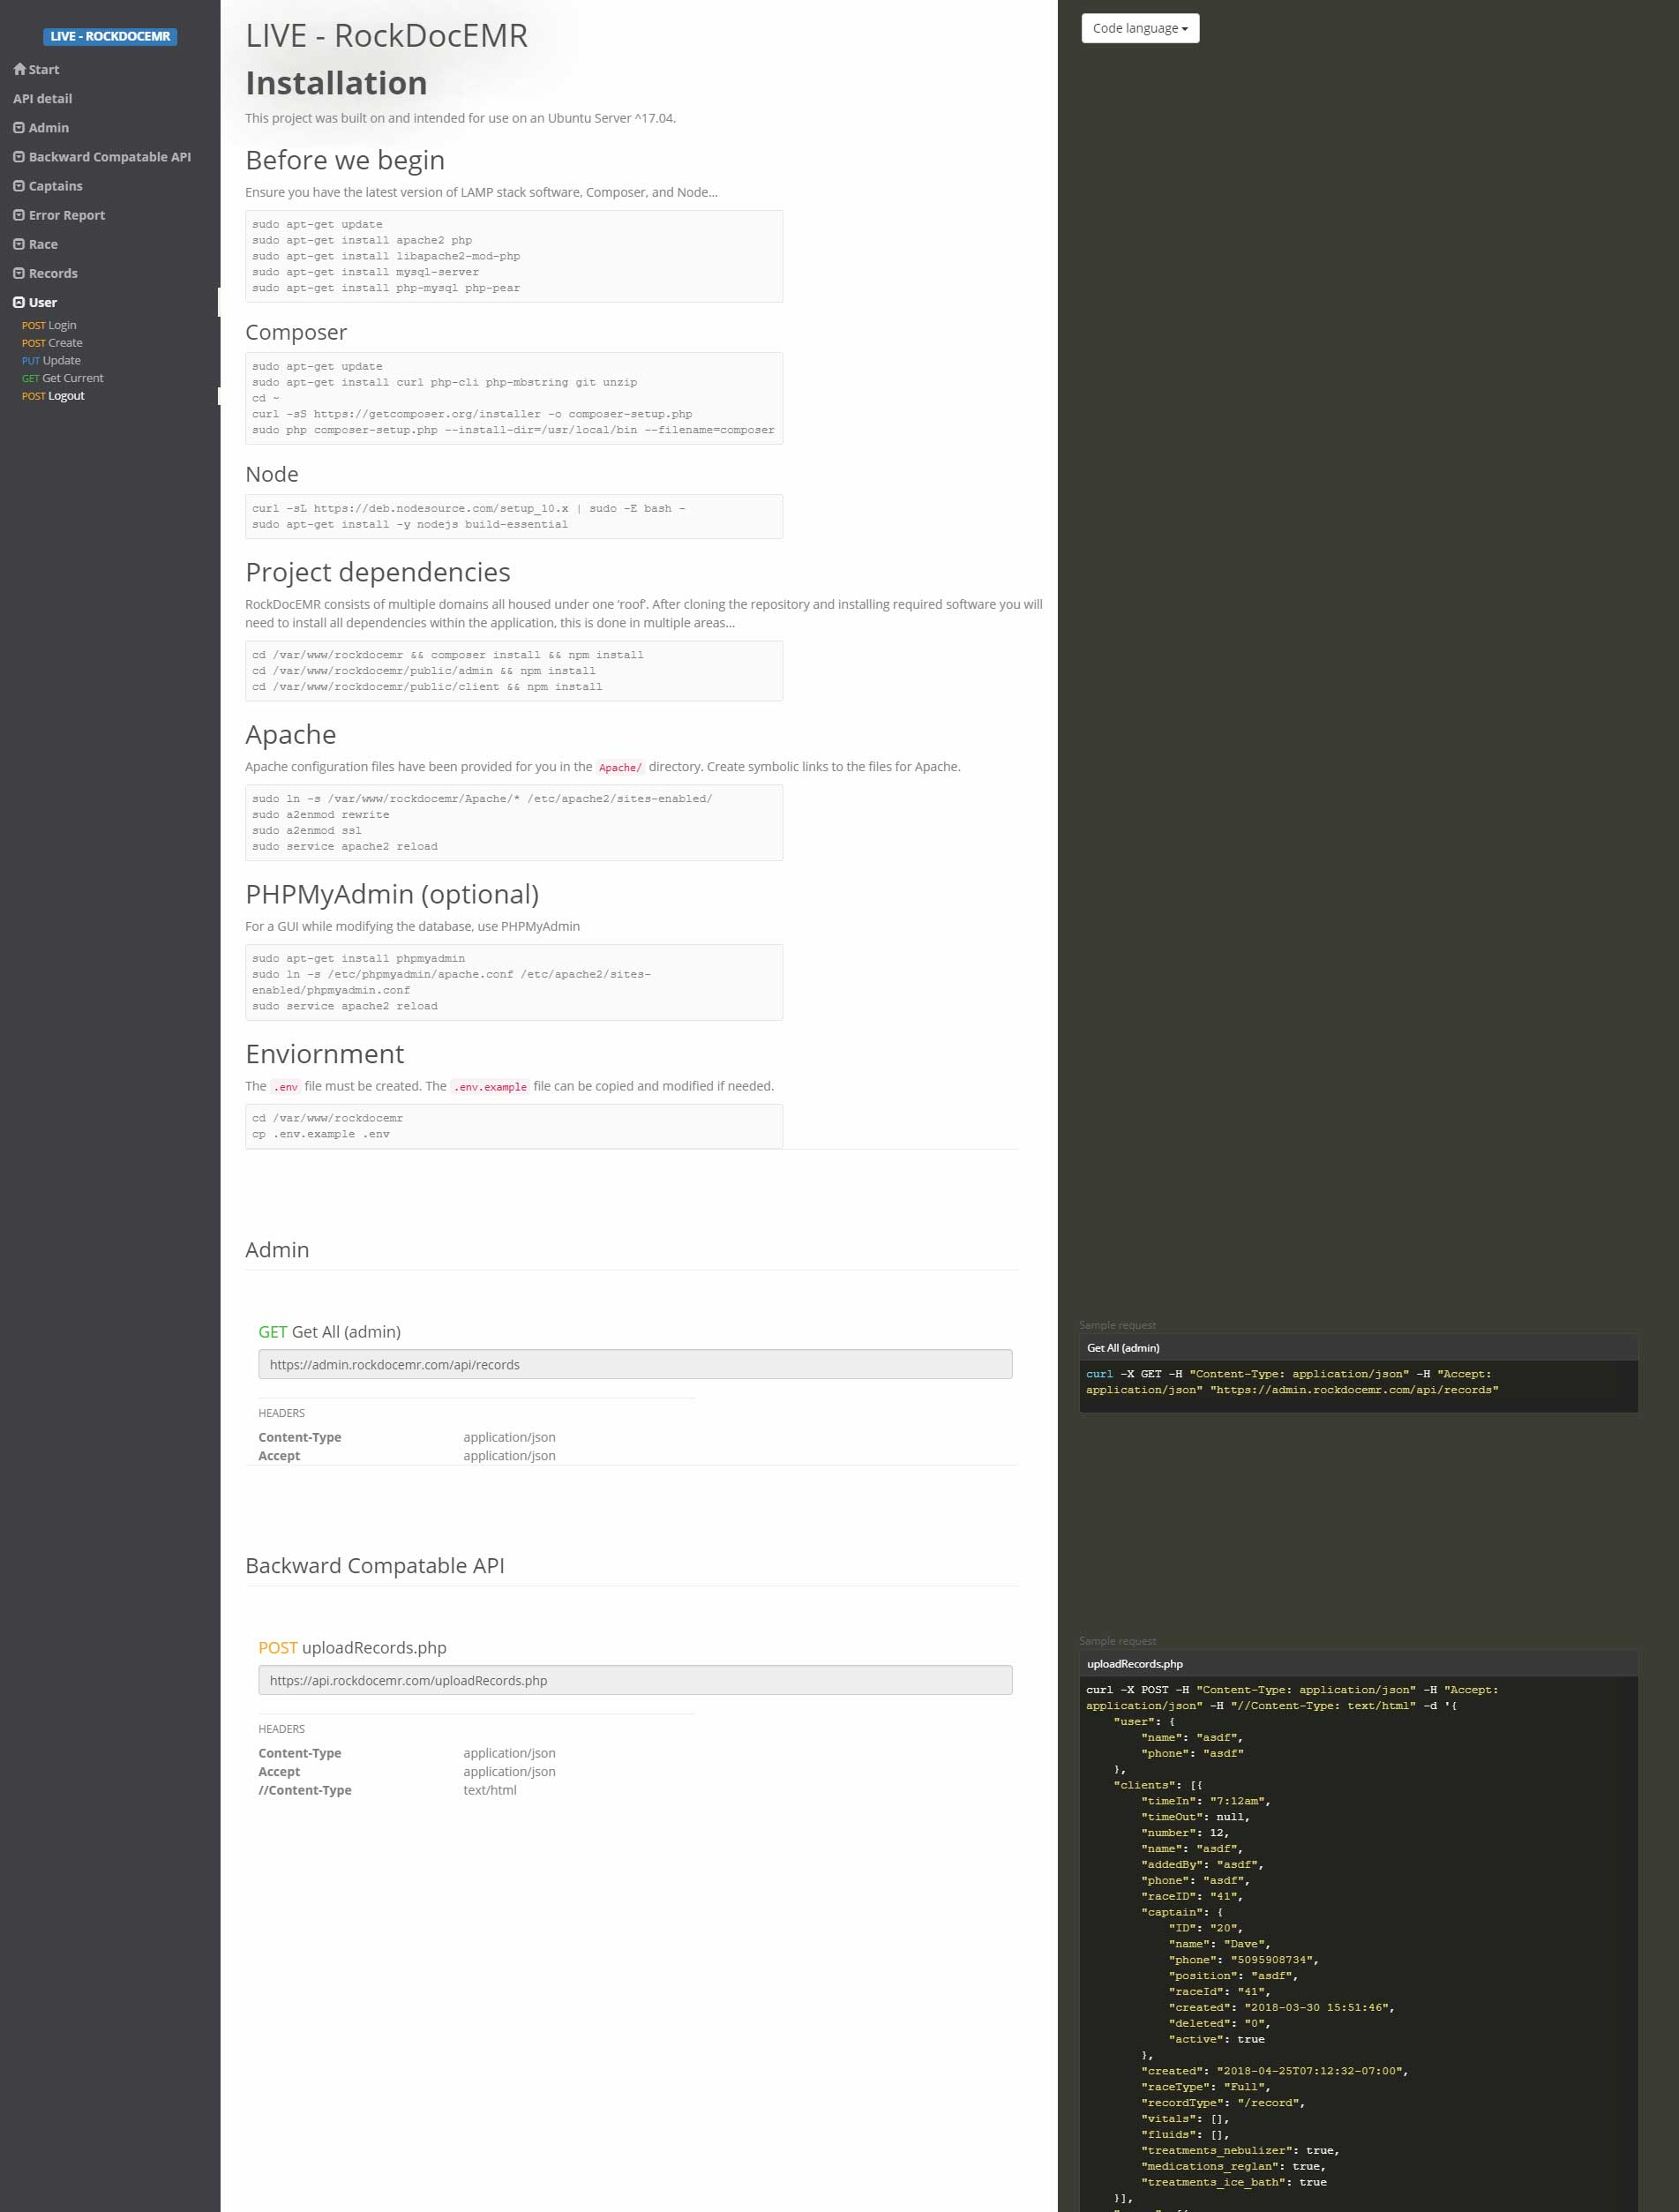 LIVE - ROCKDOCEMR
Start
API detail
Admin
Backward Compatable API
Captains
Error Report
Race
Records
User
POST Login
POST Create
PUT Update
GET Get Current
POST Logout
LIVE - RockDocEMR
Installation
This project was built on and intended for use on an Ubuntu Server ^17.04.
Before we begin
Ensure you have the latest version of LAMP stack software, Composer, and Node...
sudo apt-get update
sudo apt-get install apache2 php
sudo apt-get install libapache2-mod-php
sudo apt-get install mysql-server
sudo apt-get install php-mysql php-pear
Composer
sudo apt-get update
sudo apt-get install curl php-cli php-mbstring git unzip
cd ~
curl -sS https://getcomposer.org/installer -o composer-setup.php
sudo php composer-setup.php --install-dir=/usr/local/bin --filename=composer
Node
curl -sL https://deb.nodesource.com/setup_10.x | sudo -E bash -
sudo apt-get install -y nodejs build-essential
Project dependencies
RockDocEMR consists of multiple domains all housed under one ‘roof’. After cloning the repository and installing required software you will
need to install all dependencies within the application, this is done in multiple areas...
cd /var/www/rockdocemr && composer install && npm install
cd /var/www/rockdocemr/public/admin && npm install
cd /var/www/rockdocemr/public/client && npm install
Apache
Apache configuration files have been provided for you in the Apache/ directory. Create symbolic links to the files for Apache.
sudo ln -s /var/www/rockdocemr/Apache/* /etc/apache2/sites-enabled/
sudo a2enmod rewrite
sudo a2enmod ssl
sudo service apache2 reload
PHPMyAdmin (optional)
For a GUI while modifying the database, use PHPMyAdmin
sudo apt-get install phpmyadmin
sudo ln -s /etc/phpmyadmin/apache.conf /etc/apache2/sites-
enabled/phpmyadmin.conf
sudo service apache2 reload
Enviornment
The .env file must be created. The .env.example file can be copied and modified if needed.
cd /var/www/rockdocemr
cp .env.example .env
Admin
GET Get All (admin)
https://admin.rockdocemr.com/api/records
HEADERS
Content-Type application/json
Accept application/json
Backward Compatable API
POST uploadRecords.php
https://api.rockdocemr.com/uploadRecords.php
HEADERS
Content-Type application/json
Accept application/json
//Content-Type text/html
Code language
Sample request
Get All (admin)
curl -X GET -H "Content-Type: application/json" -H "Accept:
application/json" "https://admin.rockdocemr.com/api/records"
Sample request
uploadRecords.php
curl -X POST -H "Content-Type: application/json" -H "Accept:
application/json" -H "//Content-Type: text/html" -d '{
"user": {
"name": "asdf",
"phone": "asdf"
},
"clients": [{
"timeIn": "7:12am",
"timeOut": null,
"number": 12,
"name": "asdf",
"addedBy": "asdf",
"phone": "asdf",
"raceID": "41",
"captain": {
"ID": "20",
"name": "Dave",
"phone": "5095908734",
"position": "asdf",
"raceId": "41",
"created": "2018-03-30 15:51:46",
"deleted": "0",
"active": true
},
"created": "2018-04-25T07:12:32-07:00",
"raceType": "Full",
"recordType": "/record",
"vitals": [],
"fluids": [],
"treatments_nebulizer": true,
"medications_reglan": true,
"treatments_ice_bath": true
}],